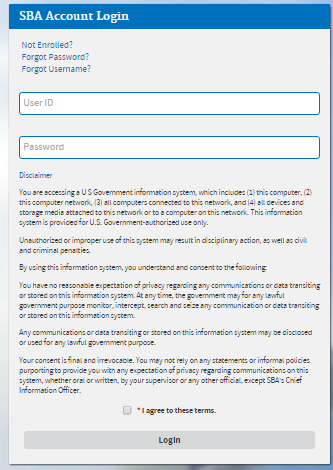 SBA Account Login
Not Enrolled?
Forgot Password?
Forgot Username?
User ID
Password
Disclaimer
You are accessing a U S Government information system, which includes (1) this computer, (2)
this computer network, (3) all computers connected to this network, and (4) all devices and
storage media attached to this network or to a computer on this network. This information
system is provided for U.S. Government-authorized use only.
Unauthorized or improper use of this system may result in disciplinary action, as well as civil
and criminal penalties.
By using this information system, you understand and consent to the following:
You have no reasonable expectation of privacy regarding any communications or data transiting
or stored on this information system. At any time, the government may for any lawful
government purpose monitor, intercept, search and seize any communication or data transiting
or stored on this information system.
Any communications or data transiting or stored on this information system may be disclosed
or used for any lawful government purpose.
Your consent is final and irrevocable. You may not rely on any statements or informal policies
purporting to provide you with any expectation of privacy regarding communications on this
system, whether oral or written, by your supervisor or any other official, except SBA's Chief
Information Officer.
* I agree to these terms.
Login